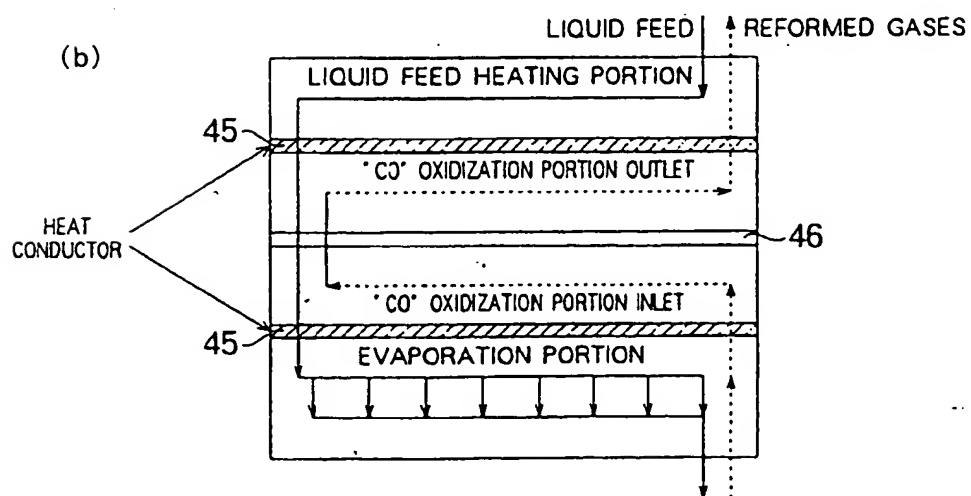 (b)
LIQUID FEED
REFORMED GASES
LIQUID FEED HEATING PORTION
45
"CO" OXIDIZATION PORTION OUTLET
HEAT
CONDUCTOR
46
"CO" OXIDIZATION PORTION INLET
45
EVAPORATION PORTION